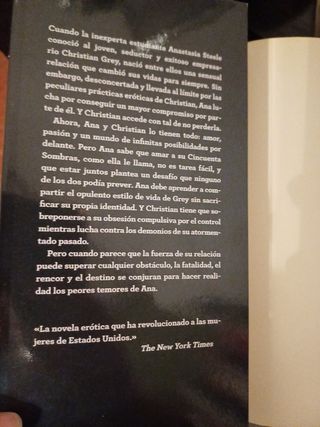 Cuando la inexperta estudiante Anastasia Steele
conoció al joven, seductor y exitoso empresa-
rio Christian Grey, nació entre ellos una sensual
relación que cambió sus vidas para siempre. Sin
embargo, desconcertada y llevada al límite por las
peculiares prácticas eróticas de Christian, Ana lu-
cha por conseguir un mayor compromiso por par-
te de él. Y Christian accede con tal de no perderla.
Ahora, Ana y Christian lo tienen todo: amor,
pasión y un mundo de infinitas posibilidades por
delante. Pero Ana sabe que amar a su Cincuenta
Sombras, como ella le llama, no es tarea fácil, y
que estar juntos plantea un desafío que ninguno
de los dos podía prever. Ana debe aprender a com-
partir el opulento estilo de vida de Grey sin sacri-
ficar su propia identidad. Y Christian tiene que so-
breponerse a su obsesión compulsiva por el control
mientras lucha contra los demonios de su atormen-
tado pasado.
Pero cuando parece que la fuerza de su relación
puede superar cualquier obstáculo, la fatalidad, el
rencor y el destino se conjuran para hacer reali-
dad los peores temores de Ana.
«La novela erótica que ha revolucionado a las mu-
jeres de Estados Unidos.»
The New York Times